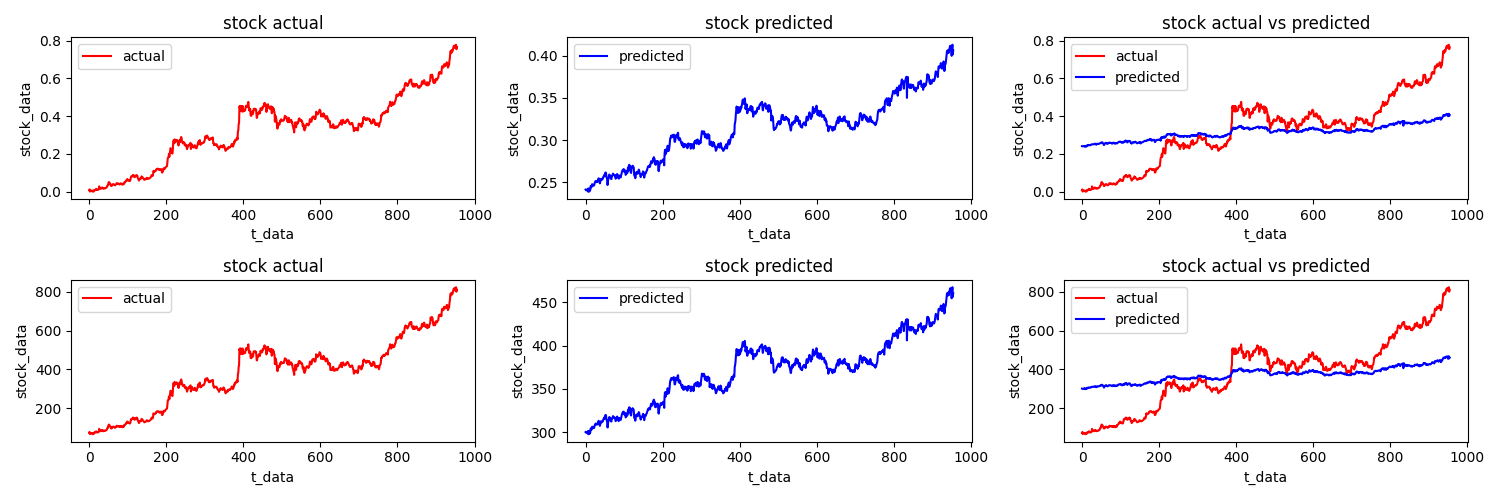 stock actual
stock_data
0.8
0.6
0.4
0.2
0.0
actual
0 200 400 600 800 1000
t_data
stock predicted
stock_data
0.40
0.35
0.30
0.25
predicted
0 200 400 600 800 1000
t_data
stock actual vs predicted
stock_data
0.8
0.6
0.4
0.2
0.0
actual
predicted
0 200 400 600 800 1000
t_data
stock actual
stock_data
800
600
400
200
actual
0 200 400 600 800 1000
t_data
stock predicted
stock_data
450
400
350
300
predicted
0 200 400 600 800 1000
t_data
stock actual vs predicted
stock_data
800
600
400
200
actual
predicted
0 200 400 600 800 1000
t_data